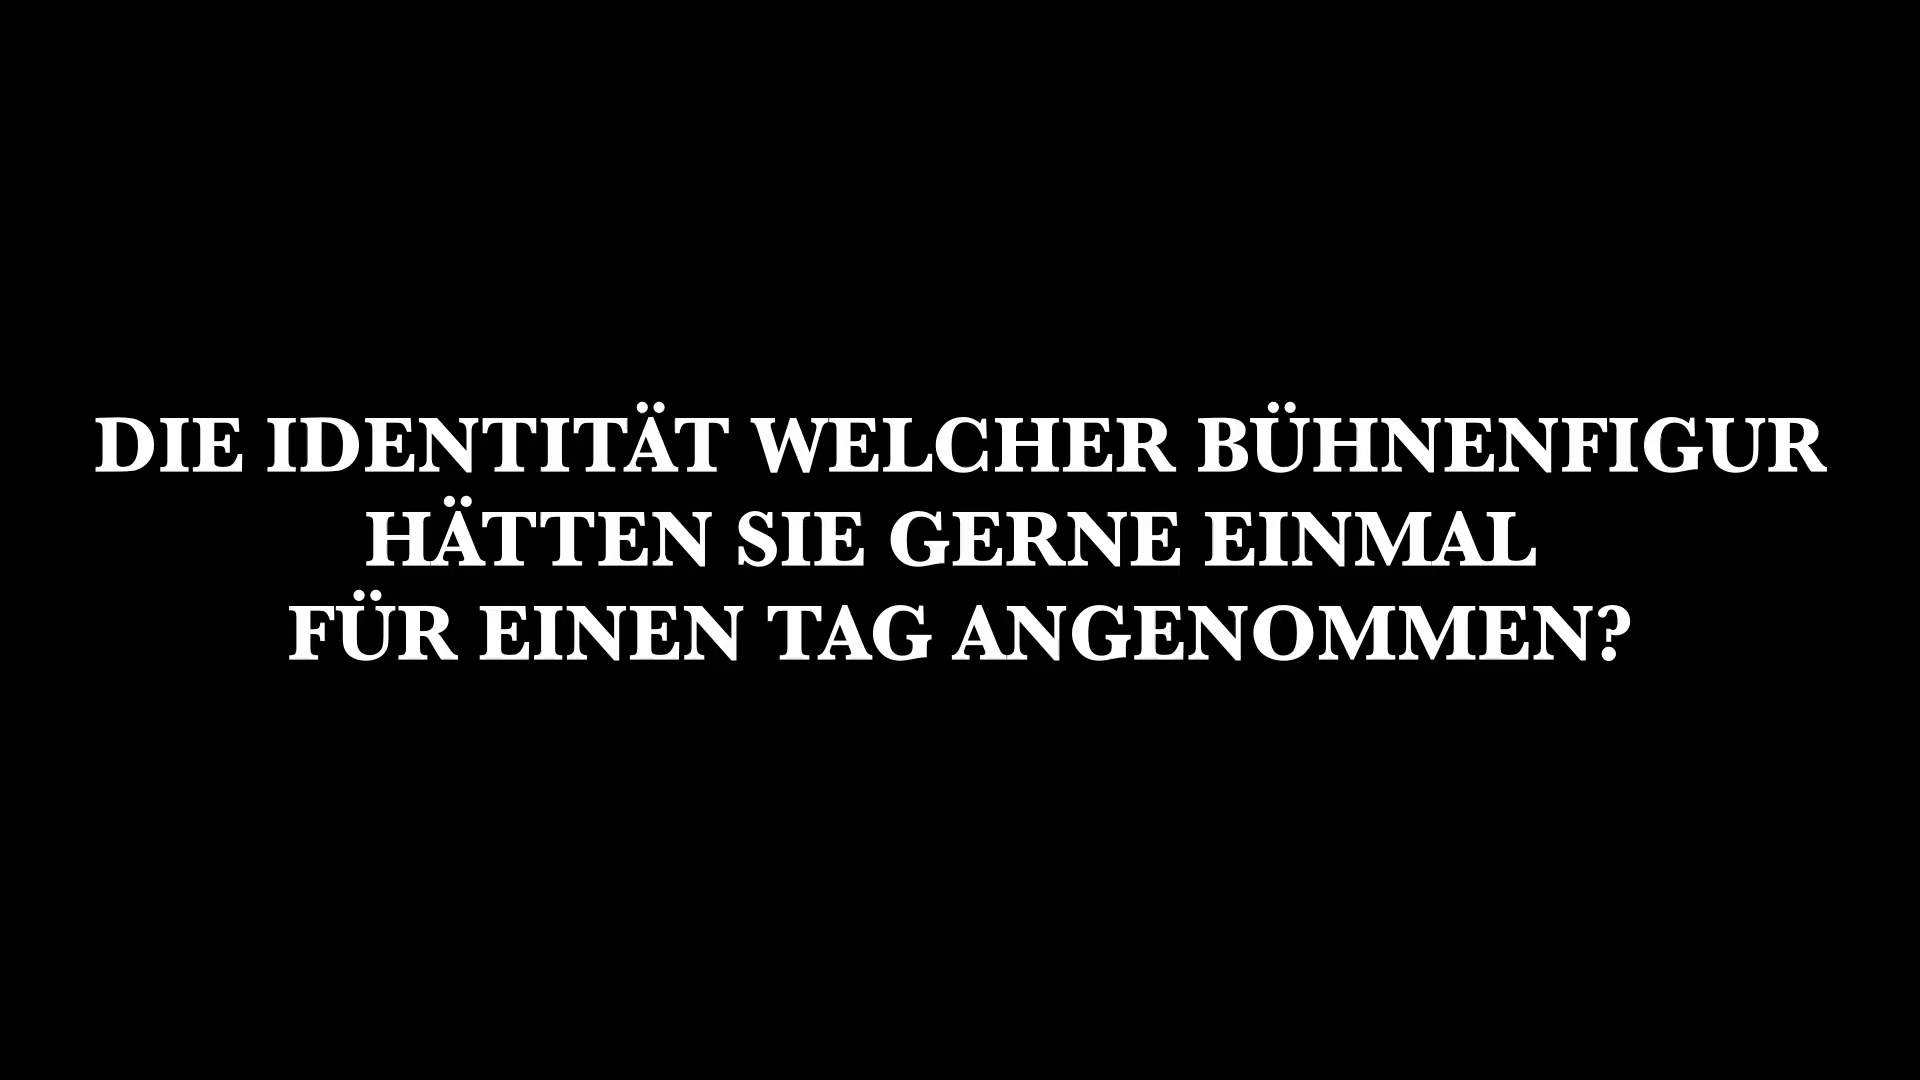 DIE IDENTITÄT WELCHER BÜHNENFIGUR
HÄTTEN SIE GERNE EINMAL
FÜR EINEN TAG ANGENOMMEN?